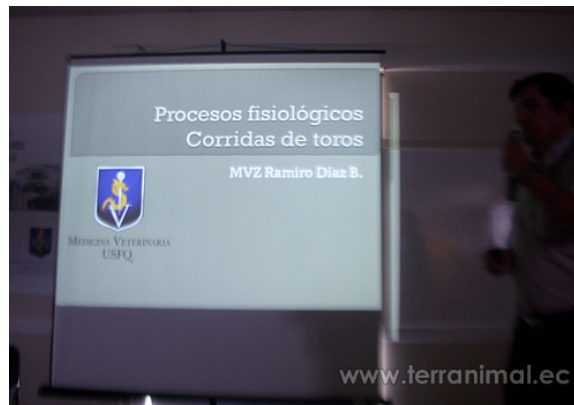 Procesos fisiológicos
Corridas de toros
MVZ Ramiro Díaz B.
MEDICINA VETERINARIA
USFQ
www.terranimal.ec